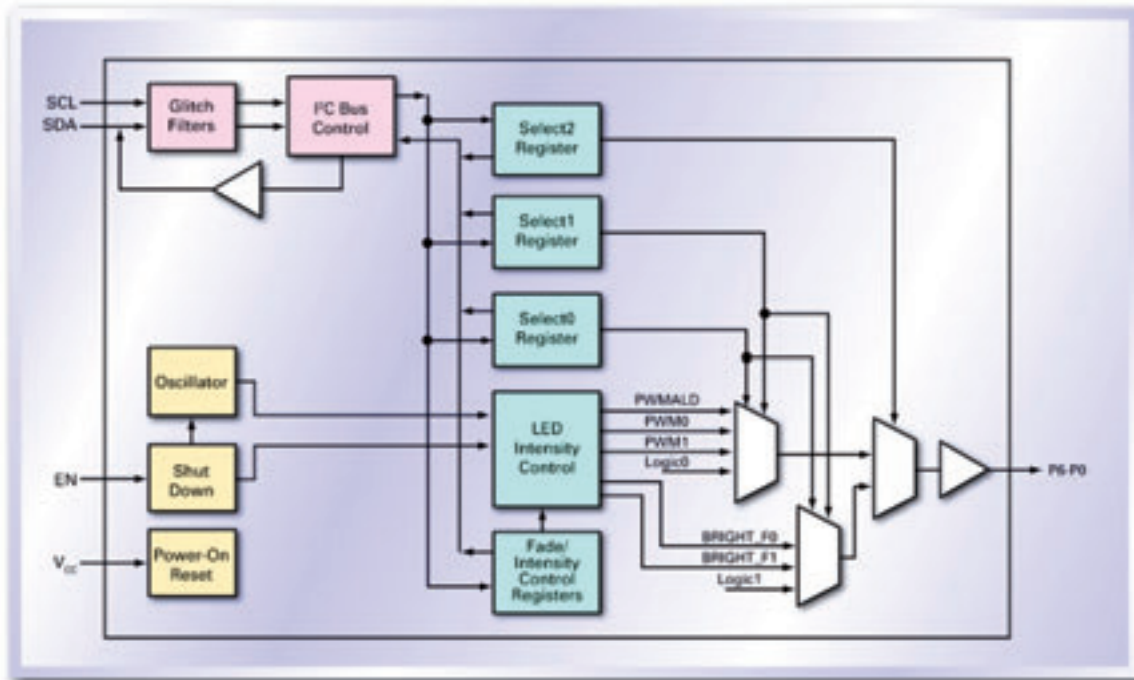 SCL
SDA
Glitch
Filters
I²C Bus
Control
Select2
Register
Select1
Register
Select0
Register
Oscillator
LED
Intensity
Control
PWMALD
PWM0
PWM1
Logic0
EN
Shut
Down
P6-P0
VCC
Power-On
Reset
Fade/
Intensity
Control
Registers
BRIGHT_F0
BRIGHT_F1
Logic1